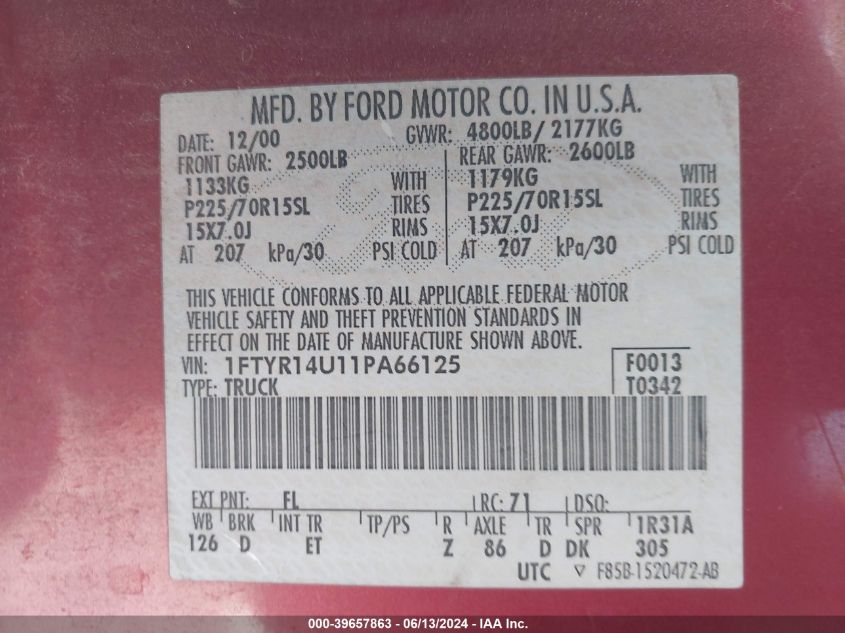 MFD. BY FORD MOTOR CO. IN U.S.A.
DATE: 12/00 GVWR: 4800LB/ 2177KG
FRONT GAWR: 2500LB REAR GAWR: 2600LB
1133KG WITH 1179KG WITH
P225/70R15SL TIRES P225/70R15SL TIRES
15X7.0J RIMS 15X7.0J RIMS
AT 207 kPa/30 PSI COLD AT 207 kPa/30 PSI COLD
THIS VEHICLE CONFORMS TO ALL APPLICABLE FEDERAL MOTOR
VEHICLE SAFETY AND THEFT PREVENTION STANDARDS IN
EFFECT ON THE DATE OF MANUFACTURE SHOWN ABOVE.
VIN: 1FTYR14U11PA66125 F0013
TYPE: TRUCK T0342
EXT PNT: FL RC: 71 DSO:
WB BRK INT TR TP/PS R AXLE TR SPR 1R31A
126 D ET Z 86 D DK 305
UTC ▽ F85B-1520472-AB
000-39657863 - 06/13/2024 - IAA Inc.